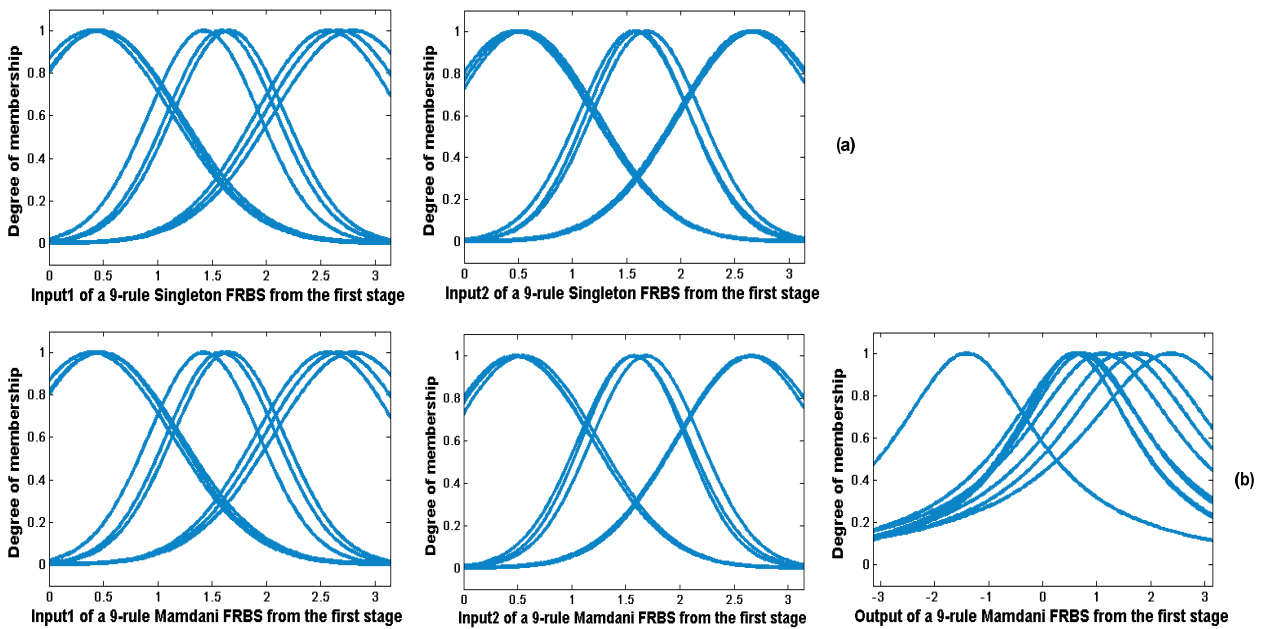 Degree of membership
1
0.8
0.6
0.4
0.2
0
0 0.5 1 1.5 2 2.5 3
Input1 of a 9-rule Singleton FRBS from the first stage
Degree of membership
1
0.8
0.6
0.4
0.2
0
0 0.5 1 1.5 2 2.5 3
Input2 of a 9-rule Singleton FRBS from the first stage
(a)
Degree of membership
1
0.8
0.6
0.4
0.2
0
0 0.5 1 1.5 2 2.5 3
Input1 of a 9-rule Mamdani FRBS from the first stage
Degree of membership
1
0.8
0.6
0.4
0.2
0
0 0.5 1 1.5 2 2.5 3
Input2 of a 9-rule Mamdani FRBS from the first stage
Degree of membership
1
0.8
0.6
0.4
0.2
0
-3 -2 -1 0 1 2 3
Output of a 9-rule Mamdani FRBS from the first stage
(b)